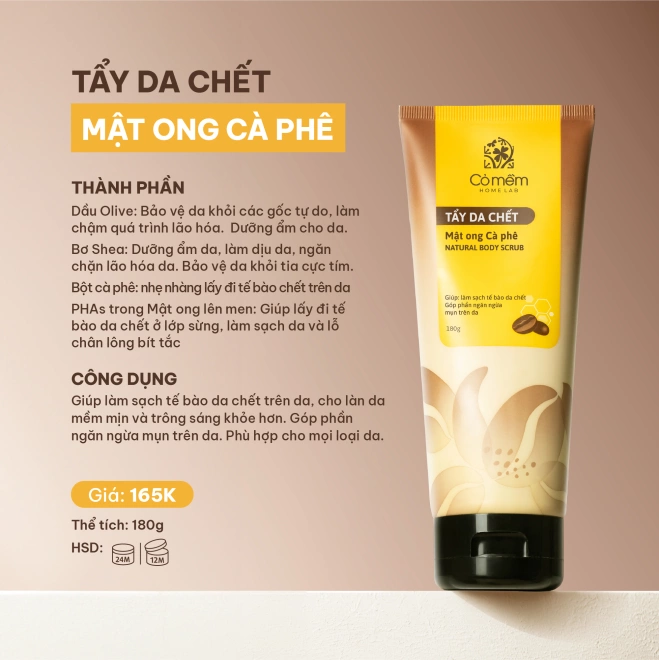 TẨY DA CHẾT
MẬT ONG CÀ PHÊ
THÀNH PHẦN
Dầu Olive: Bảo vệ da khỏi các gốc tự do, làm
chậm quá trình lão hóa. Dưỡng ẩm cho da.
Bơ Shea: Dưỡng ẩm da, làm dịu da, ngăn
chặn lão hóa da. Bảo vệ da khỏi tia cực tím.
Bột cà phê: nhẹ nhàng lấy đi tế bào chết trên da
PHAs trong Mật ong lên men: Giúp lấy đi tế
bào da chết ở lớp sừng, làm sạch da và lỗ
chân lông bít tắc
CÔNG DỤNG
Giúp làm sạch tế bào da chết trên da, cho làn da
mềm mịn và trông sáng khỏe hơn. Góp phần
ngăn ngừa mụn trên da. Phù hợp cho mọi loại da.
Giá: 165K
Thể tích: 180g
HSD:
24M
12M
Cỏ mềm
HOME LAB
TẨY DA CHẾT
Mật ong Cà phê
NATURAL BODY SCRUB
Giúp: làm sạch tế bào da chết
Góp phần ngăn ngừa
mụn trên da
180g